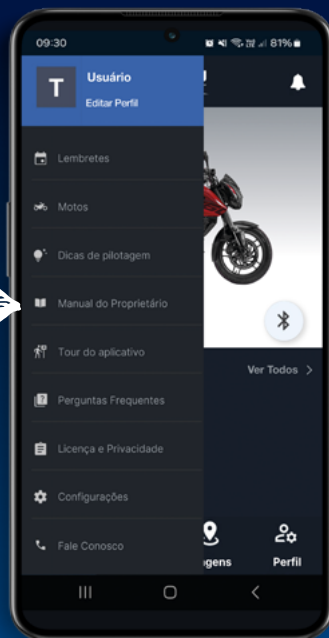 09:30
81%
T
Usuário
Editar Perfil
Lembretes
Motos
Dicas de pilotagem
Manual do Proprietário
Ver Todos >
Tour do aplicativo
Perguntas Frequentes
Licença e Privacidade
Configurações
Fale Conosco
gens
Perfil